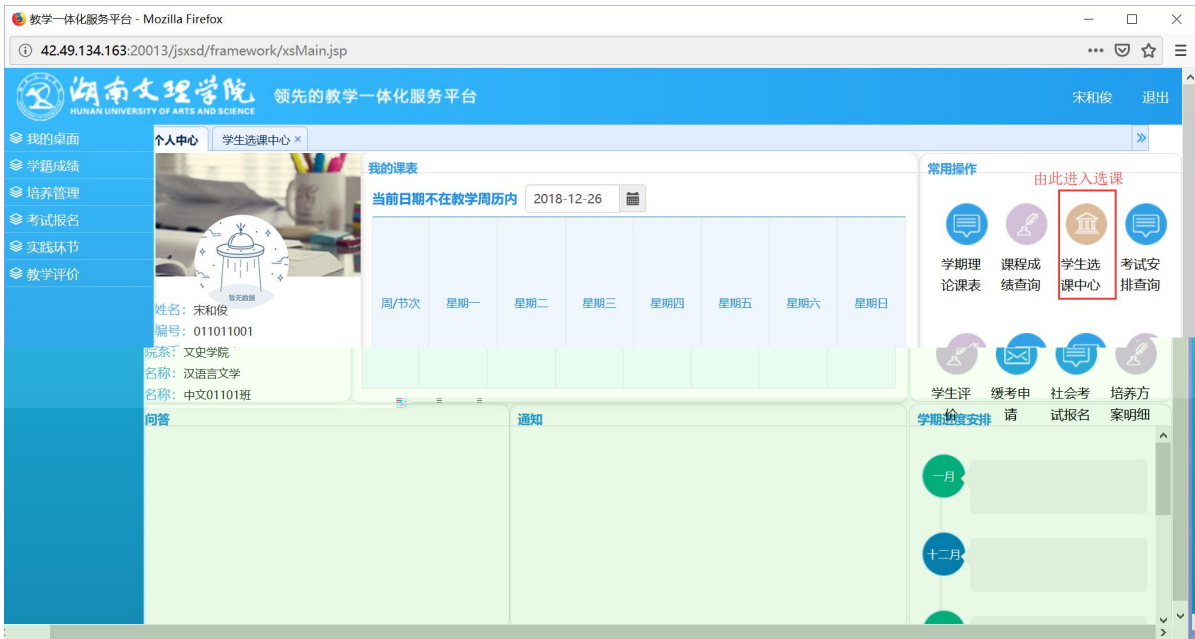 教学一体化服务平台 - Mozilla Firefox
42.49.134.163:20013/jsxsd/framework/xsMain.jsp
湖南文理学院
HUNAN UNIVERSITY OF ARTS AND SCIENCE
领先的教学一体化服务平台
宋和俊 退出
我的桌面
学籍成绩
培养管理
考试报名
实践环节
教学评价
个人中心 学生选课中心 ×
暂无数据
姓名：宋和俊
编号：011011001
院系：文史学院
名称：汉语言文学
名称：中文01101班
我的课表
当前日期不在教学周历内 2018-12-26
周/节次 星期一 星期二 星期三 星期四 星期五 星期六 星期日
常用操作
由此进入选课
学期理论课表
课程成绩查询
学生选课中心
考试安排查询
学生评价
缓考申请
社会考试报名
培养方案明细
问答
通知
学期进度安排
一月
十二月